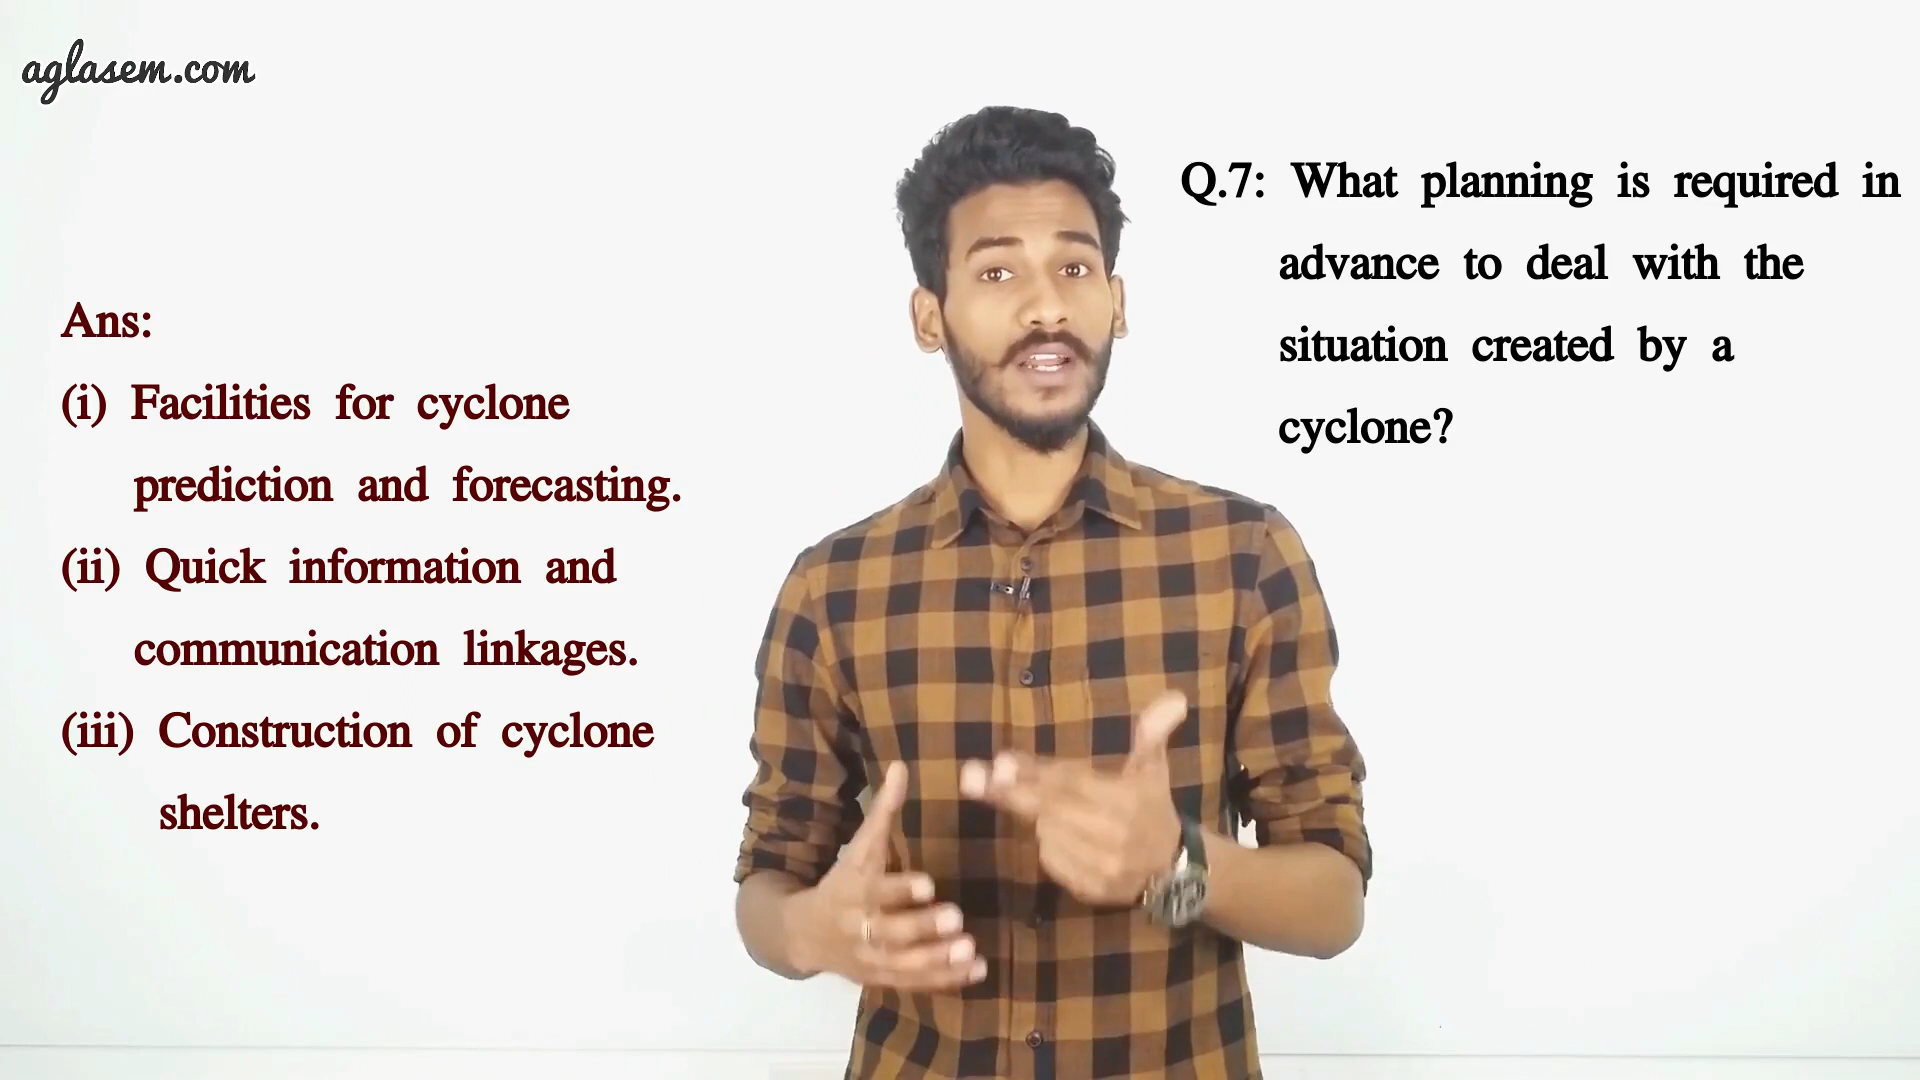 aglasem.com
Q.7: What planning is required in
advance to deal with the
situation created by a
cyclone?
Ans:
(i) Facilities for cyclone
prediction and forecasting.
(ii) Quick information and
communication linkages.
(iii) Construction of cyclone
shelters.